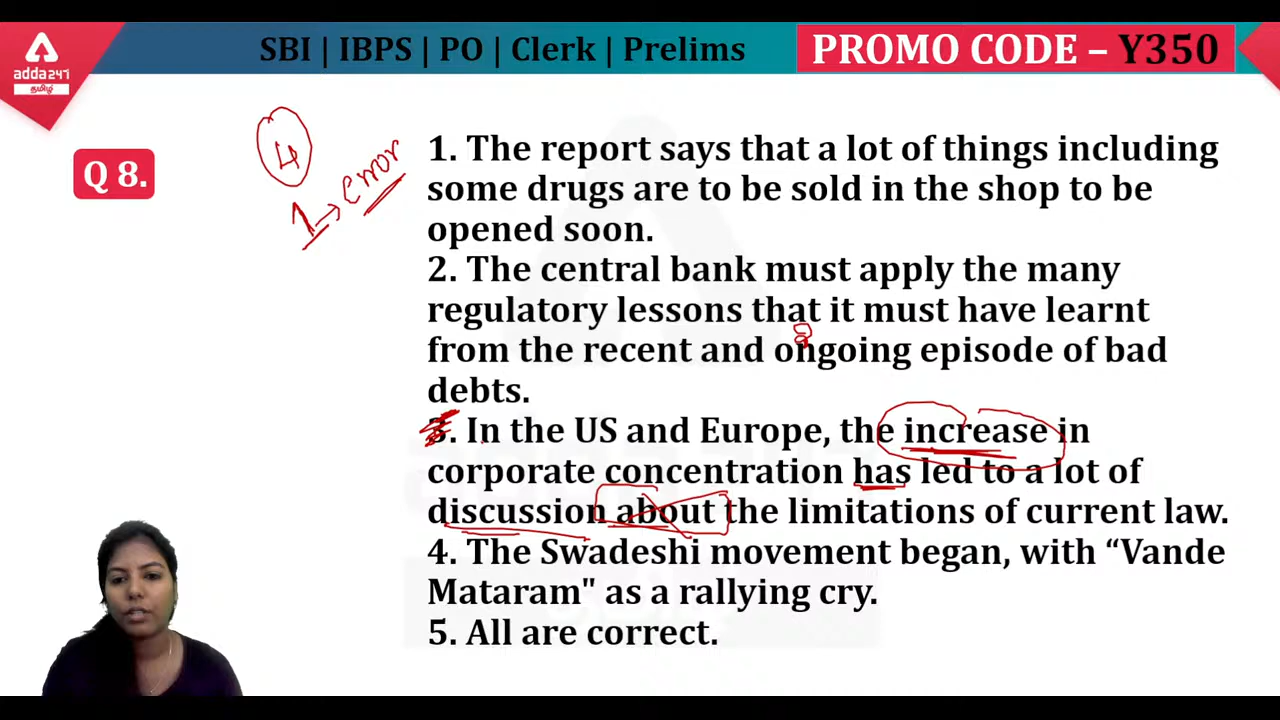 SBI | IBPS | PO | Clerk | Prelims
PROMO CODE – Y350
adda247
தமிழ்
Q 8.
4
1 → error
1. The report says that a lot of things including
some drugs are to be sold in the shop to be
opened soon.
2. The central bank must apply the many
regulatory lessons that it must have learnt
from the recent and ongoing episode of bad
debts.
3. In the US and Europe, the increase in
corporate concentration has led to a lot of
discussion about the limitations of current law.
4. The Swadeshi movement began, with “Vande
Mataram" as a rallying cry.
5. All are correct.